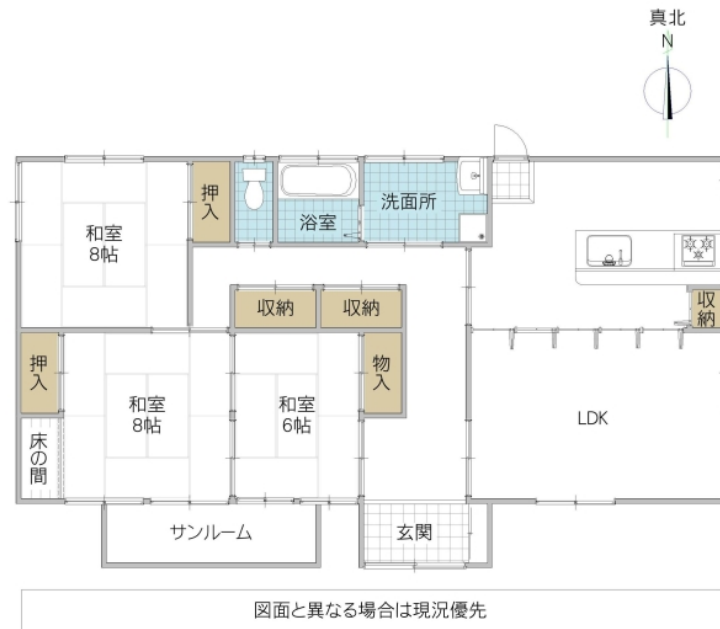 真北
N
押入
浴室
洗面所
和室
8帖
収納
収納
収納
押入
和室
8帖
和室
6帖
物入
LDK
床の間
サンルーム
玄関
図面と異なる場合は現況優先